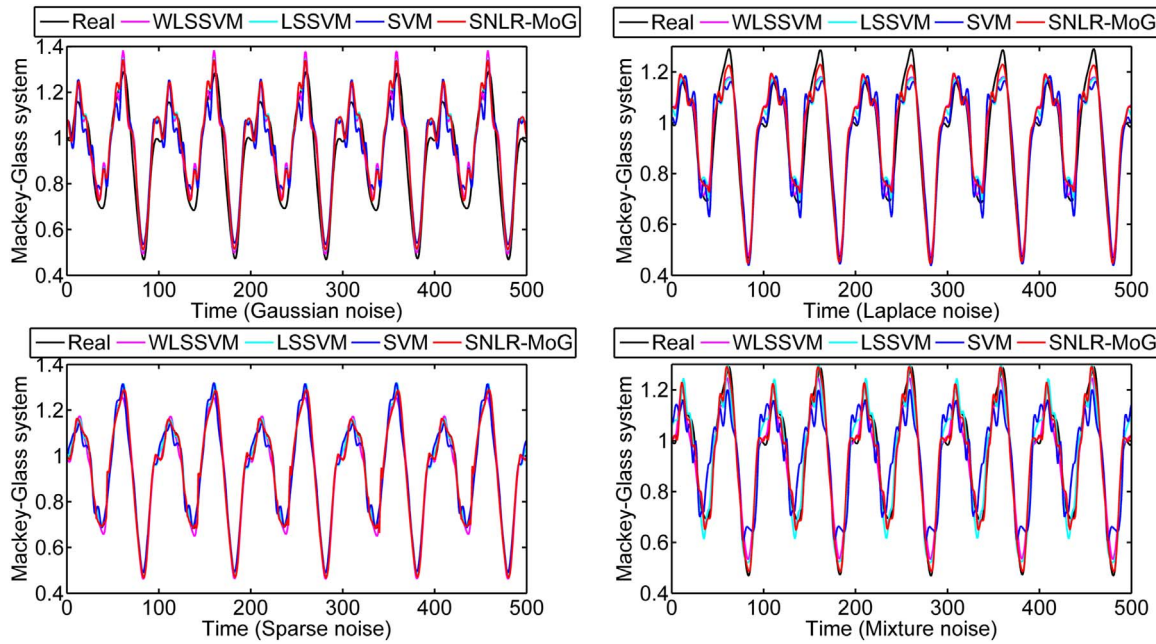 Real WLSSVM LSSVM SVM SNLR-MoG
Mackey-Glass system
1.4
1.2
1
0.8
0.6
0.4
0 100 200 300 400 500
Time (Gaussian noise)
Real WLSSVM LSSVM SVM SNLR-MoG
Mackey-Glass system
1.2
1
0.8
0.6
0.4
0 100 200 300 400 500
Time (Laplace noise)
Real WLSSVM LSSVM SVM SNLR-MoG
Mackey-Glass system
1.4
1.2
1
0.8
0.6
0.4
0 100 200 300 400 500
Time (Sparse noise)
Real WLSSVM LSSVM SVM SNLR-MoG
Mackey-Glass system
1.2
1
0.8
0.6
0.4
0 100 200 300 400 500
Time (Mixture noise)